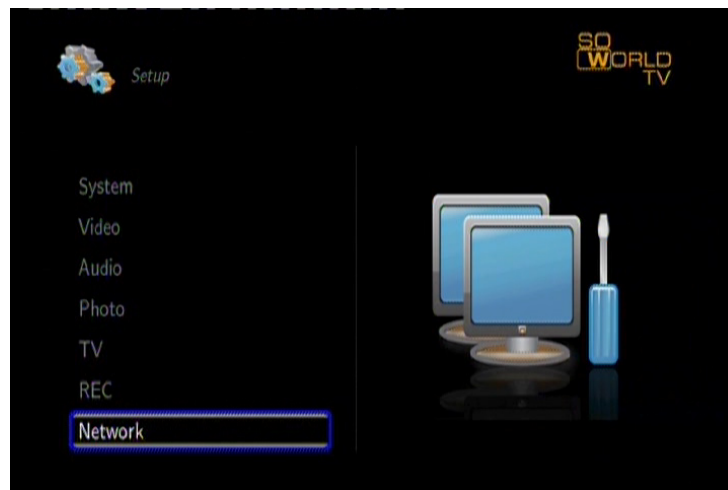 Setup
SO
WORLD
TV
System
Video
Audio
Photo
TV
REC
Network